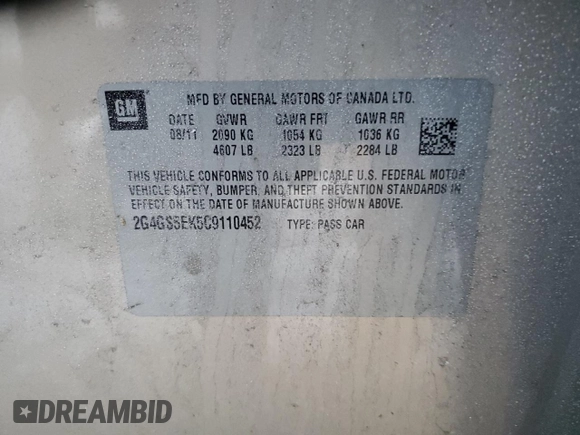 GM
MFD BY GENERAL MOTORS OF CANADA LTD.
DATE GVWR GAWR FRT GAWR RR
08/11 2090 KG 1054 KG 1036 KG
4607 LB 2323 LB 2284 LB
THIS VEHICLE CONFORMS TO ALL APPLICABLE U.S. FEDERAL MOTOR
VEHICLE SAFETY, BUMPER, AND THEFT PREVENTION STANDARDS IN
EFFECT ON THE DATE OF MANUFACTURE SHOWN ABOVE.
2G4GS5EK5C9110452 TYPE: PASS CAR
DREAMBID